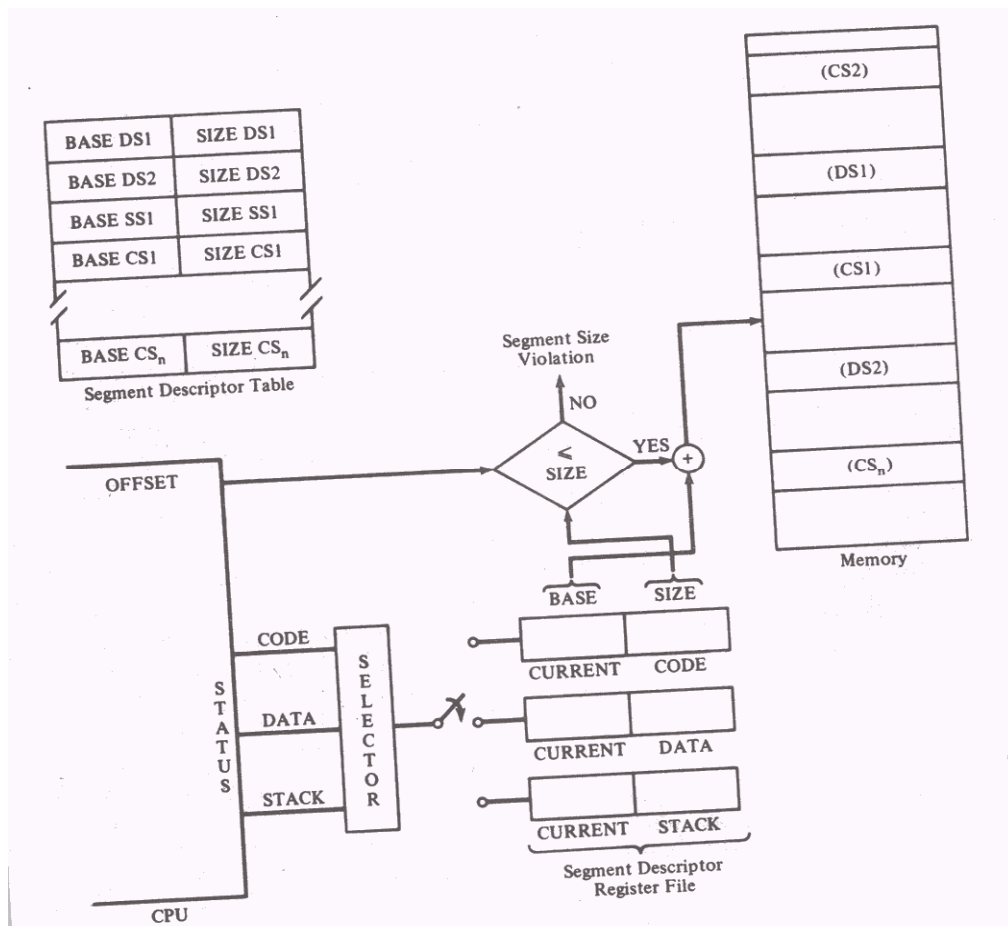 BASE DS1 SIZE DS1
BASE DS2 SIZE DS2
BASE SS1 SIZE SS1
BASE CS1 SIZE CS1
BASE CSn SIZE CSn
Segment Descriptor Table
(CS2)
(DS1)
(CS1)
(DS2)
(CSn)
Memory
Segment Size
Violation
NO
YES
≤
SIZE
+
OFFSET
BASE SIZE
STATUS
CODE
DATA
STACK
SELECTOR
CURRENT CODE
CURRENT DATA
CURRENT STACK
Segment Descriptor
Register File
CPU